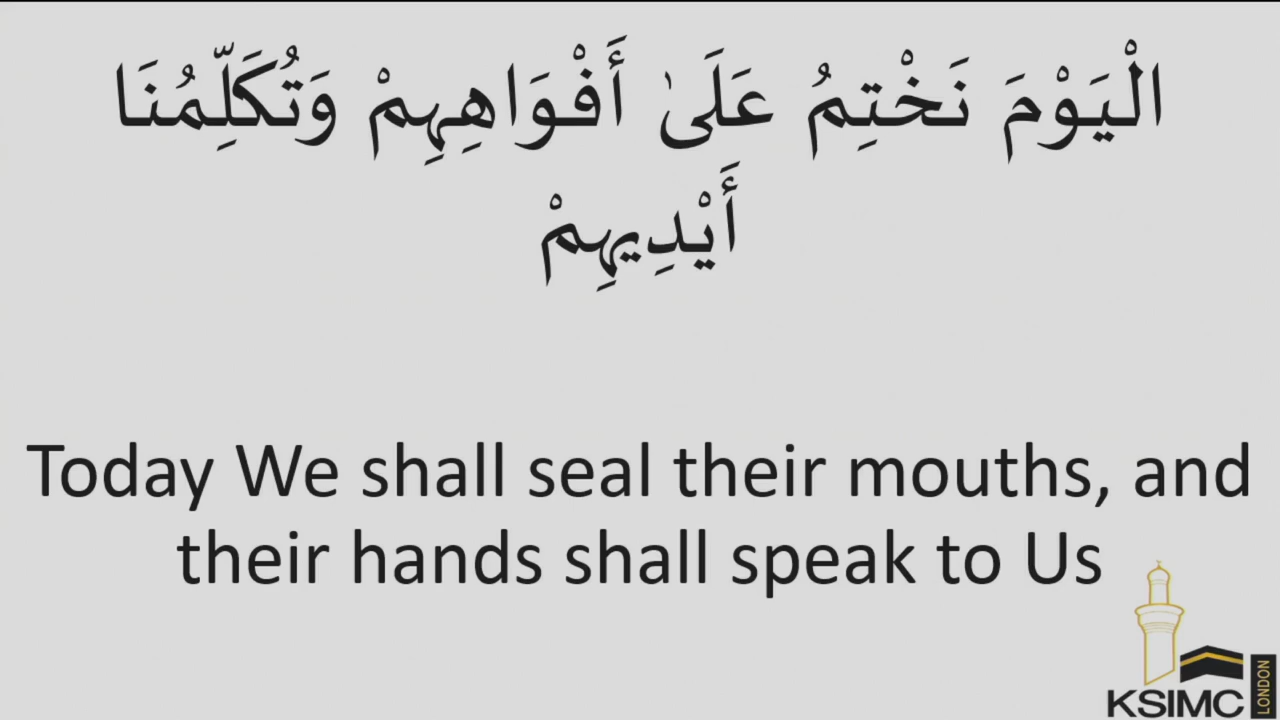 الْيَوْمَ نَخْتِمُ عَلَىٰ أَفْوَاهِهِمْ وَتُكَلِّمُنَا
أَيْدِيهِمْ
Today We shall seal their mouths, and
their hands shall speak to Us
KSIMC LONDON